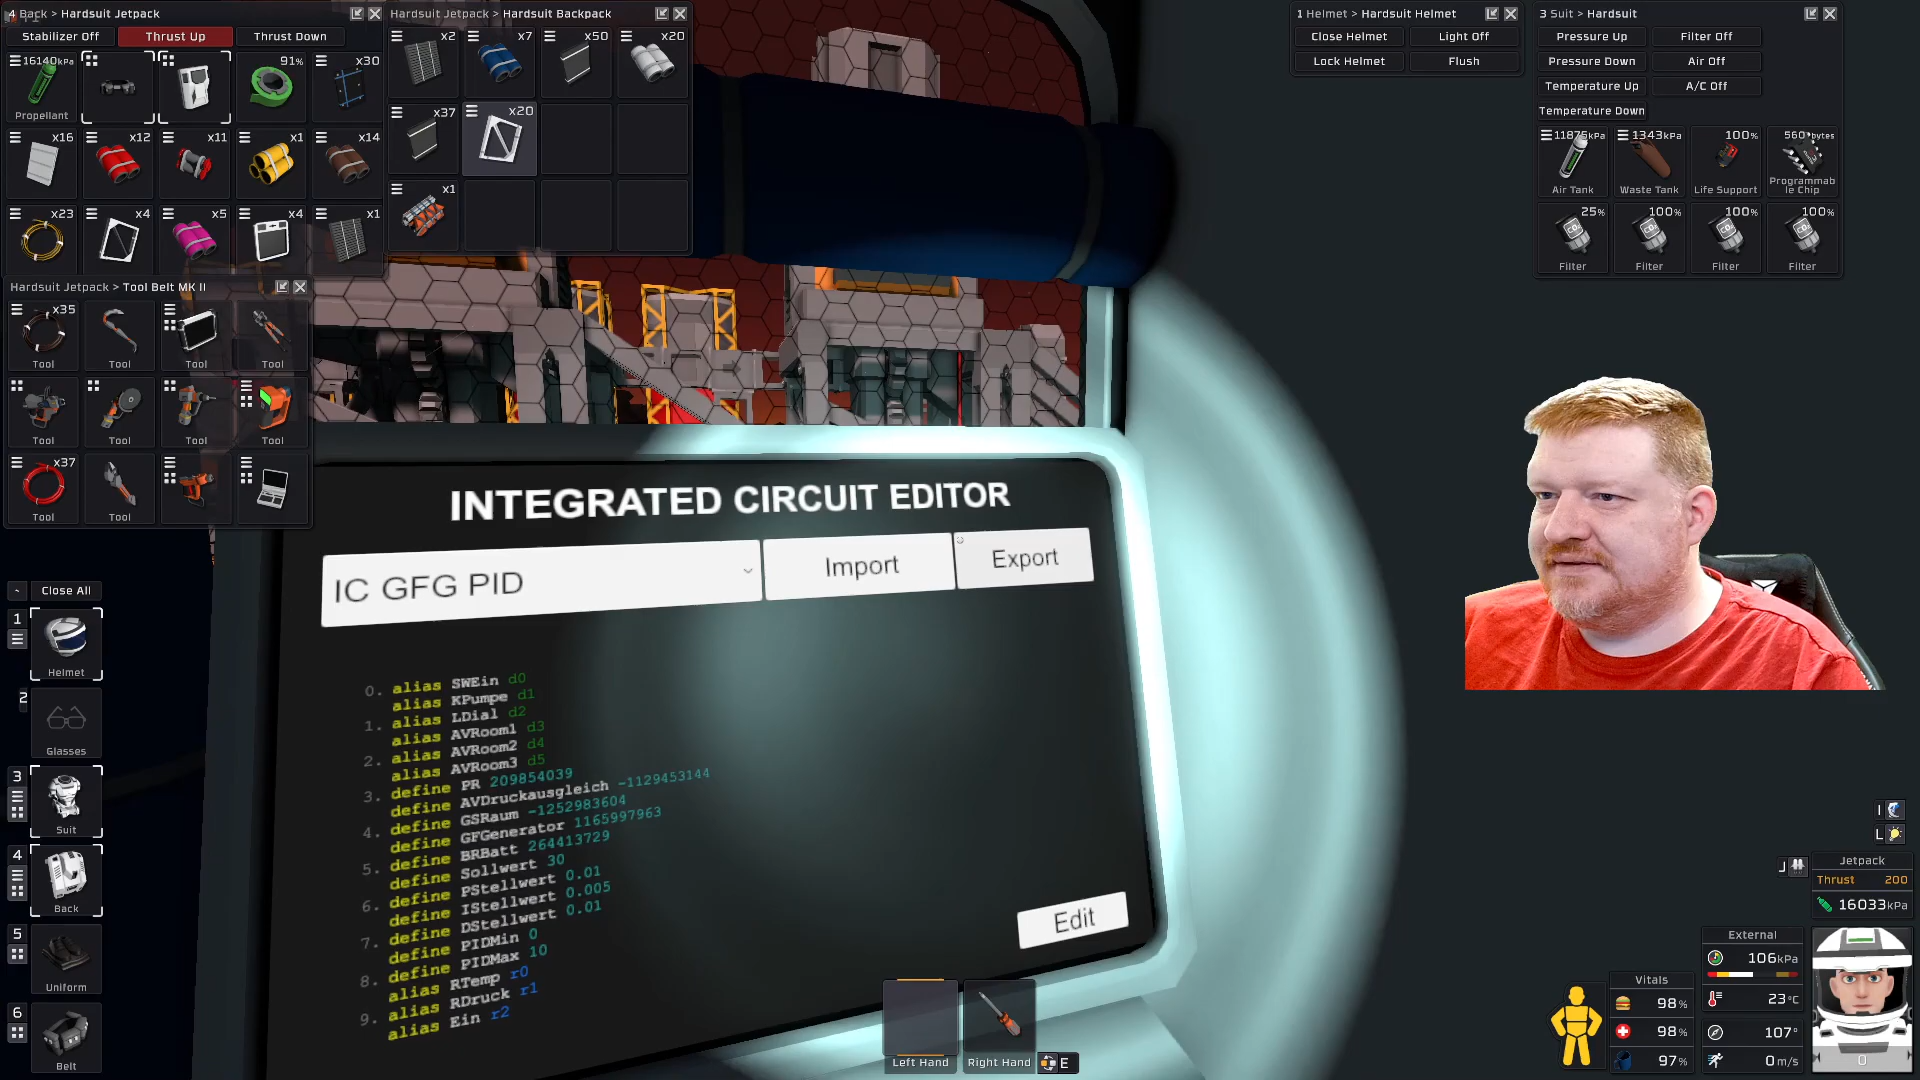 4 Back > Hardsuit Jetpack
Stabilizer Off
Thrust Up
Thrust Down
16140kPa
Propellant
91%
x30
x16
x12
x11
x1
x14
x23
x4
x5
x4
x1
Hardsuit Jetpack > Hardsuit Backpack
x2
x7
x50
x20
x37
x20
x1
Hardsuit Jetpack > Tool Belt MK II
x35
Tool
Tool
Tool
Tool
Tool
Tool
Tool
Tool
x37
Tool
Tool
1 Helmet > Hardsuit Helmet
Close Helmet
Light Off
Lock Helmet
Flush
3 Suit > Hardsuit
Pressure Up
Filter Off
Pressure Down
Air Off
Temperature Up
A/C Off
Temperature Down
11875kPa
Air Tank
1343kPa
Waste Tank
100%
Life Support
560 bytes
Programmab
le Chip
25%
Filter
100%
Filter
100%
Filter
100%
Filter
~
Close All
1
Helmet
2
Glasses
3
Suit
4
Back
5
Uniform
6
Belt
INTEGRATED CIRCUIT EDITOR
IC GFG PID
Import
Export
0. alias SWEin d0
alias KPumpe d1
1. alias LDial d2
alias AVRoom1 d3
2. alias AVRoom2 d4
alias AVRoom3 d5
3. define PR 209854039
define AVDruckausgleich -1129453144
4. define GSRaum -1252983604
define GFGenerator 1165997963
5. define BRBatt 264413729
define Sollwert 30
6. define PStellwert 0.01
define IStellwert 0.005
7. define DStellwert 0.01
define PIDMin 0
8. define PIDMax 10
alias RTemp r0
9. alias RDruck r1
alias Ein r2
Edit
Left Hand
Right Hand
E
I
L
J
Jetpack
Thrust 200
16033kPa
External
106kPa
23°C
107°
0m/s
Vitals
98%
98%
97%
0